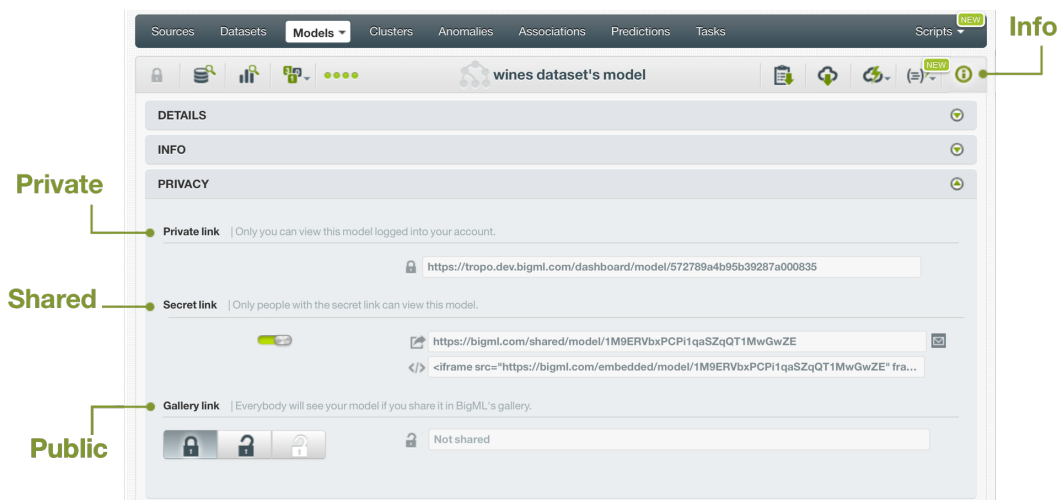 Sources Datasets Models Clusters Anomalies Associations Predictions Tasks Scripts NEW
Info
wines dataset's model
NEW
DETAILS
INFO
PRIVACY
Private
Private link | Only you can view this model logged into your account.
https://tropo.dev.bigml.com/dashboard/model/572789a4b95b39287a000835
Shared
Secret link | Only people with the secret link can view this model.
https://bigml.com/shared/model/1M9ERVbxPCPi1qaSZqQT1MwGwZE
<iframe src="https://bigml.com/embedded/model/1M9ERVbxPCPi1qaSZqQT1MwGwZE" fra...
Gallery link | Everybody will see your model if you share it in BigML's gallery.
Public
Not shared